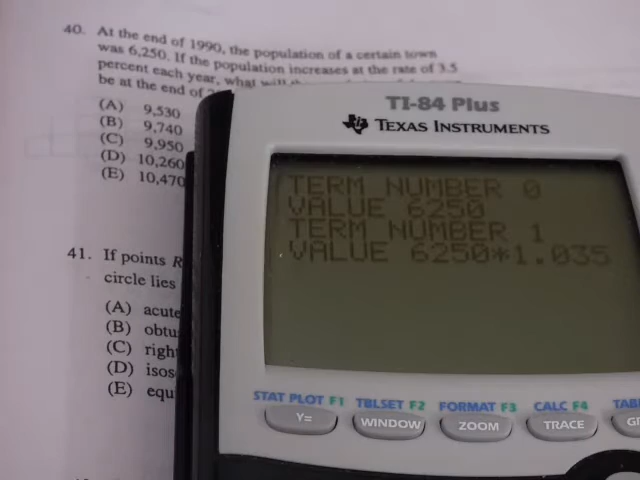 40. At the end of 1990, the population of a certain town
was 6,250. If the population increases at the rate of 3.5
percent each year, what will the
be at the end of
(A) 9,530
(B) 9,740
(C) 9,950
(D) 10,260
(E) 10,470
41. If points R
circle lies
(A) acute
(B) obtu
(C) righ
(D) isos
(E) equ
TI-84 Plus
TEXAS INSTRUMENTS
TERM NUMBER 0
VALUE 6250
TERM NUMBER 1
VALUE 6250*1.035
STAT PLOT F1 TBLSET F2 FORMAT F3 CALC F4 TAB
Y= WINDOW ZOOM TRACE G